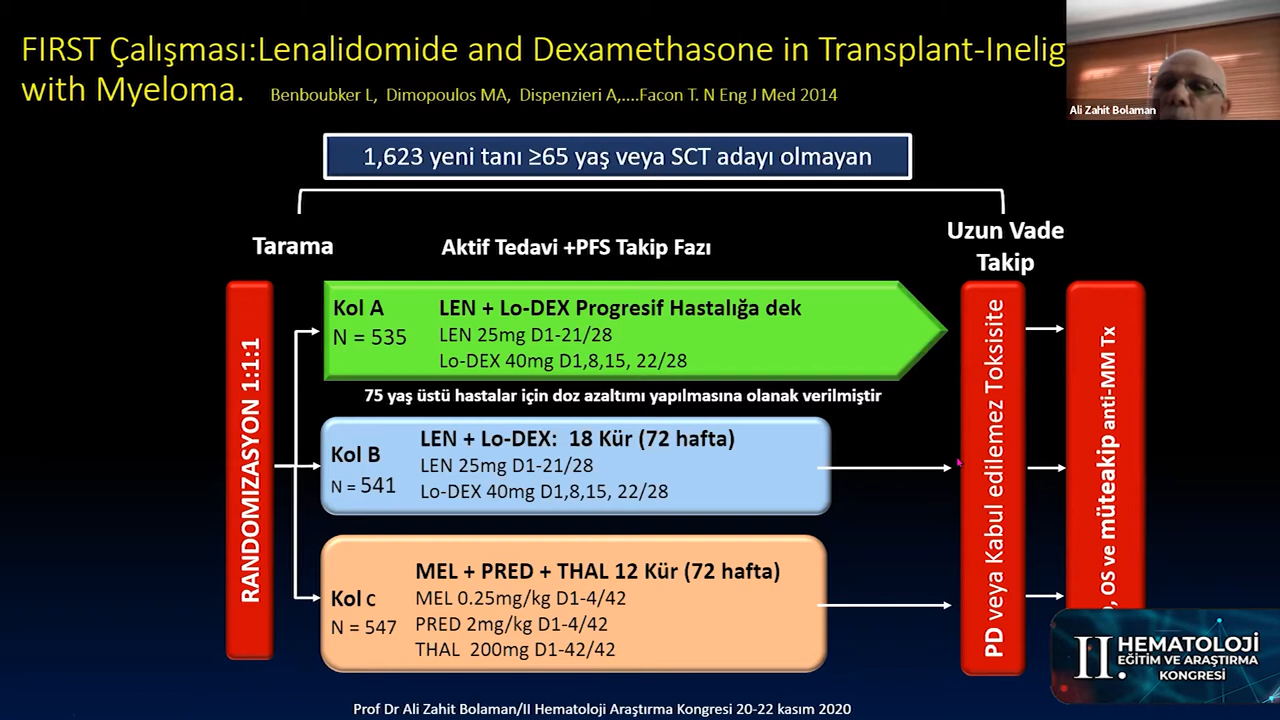 FIRST Çalışması:Lenalidomide and Dexamethasone in Transplant-Inelig
with Myeloma. Benboubker L, Dimopoulos MA, Dispenzieri A,....Facon T. N Eng J Med 2014
Ali Zahit Bolaman
1,623 yeni tanı ≥65 yaş veya SCT adayı olmayan
Tarama
Aktif Tedavi +PFS Takip Fazı
Uzun Vade
Takip
RANDOMIZASYON 1:1:1
Kol A
N = 535
LEN + Lo-DEX Progresif Hastalığa dek
LEN 25mg D1-21/28
Lo-DEX 40mg D1,8,15, 22/28
75 yaş üstü hastalar için doz azaltımı yapılmasına olanak verilmiştir
Kol B
N = 541
LEN + Lo-DEX: 18 Kür (72 hafta)
LEN 25mg D1-21/28
Lo-DEX 40mg D1,8,15, 22/28
Kol C
N = 547
MEL + PRED + THAL 12 Kür (72 hafta)
MEL 0.25mg/kg D1-4/42
PRED 2mg/kg D1-4/42
THAL 200mg D1-42/42
PD veya Kabul edilemez Toksisite
, OS ve müteakip anti-MM Tx
II. HEMATOLOJİ
EĞİTİM VE ARAŞTIRMA
KONGRESİ
Prof Dr Ali Zahit Bolaman/II Hematoloji Araştırma Kongresi 20-22 kasım 2020